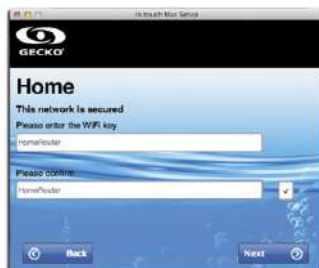 in.touch Mac Setup
GECKO
Home
This network is secured
Please enter the WiFi key
HomeRouter
Please confirm
HomeRouter
Back
Next